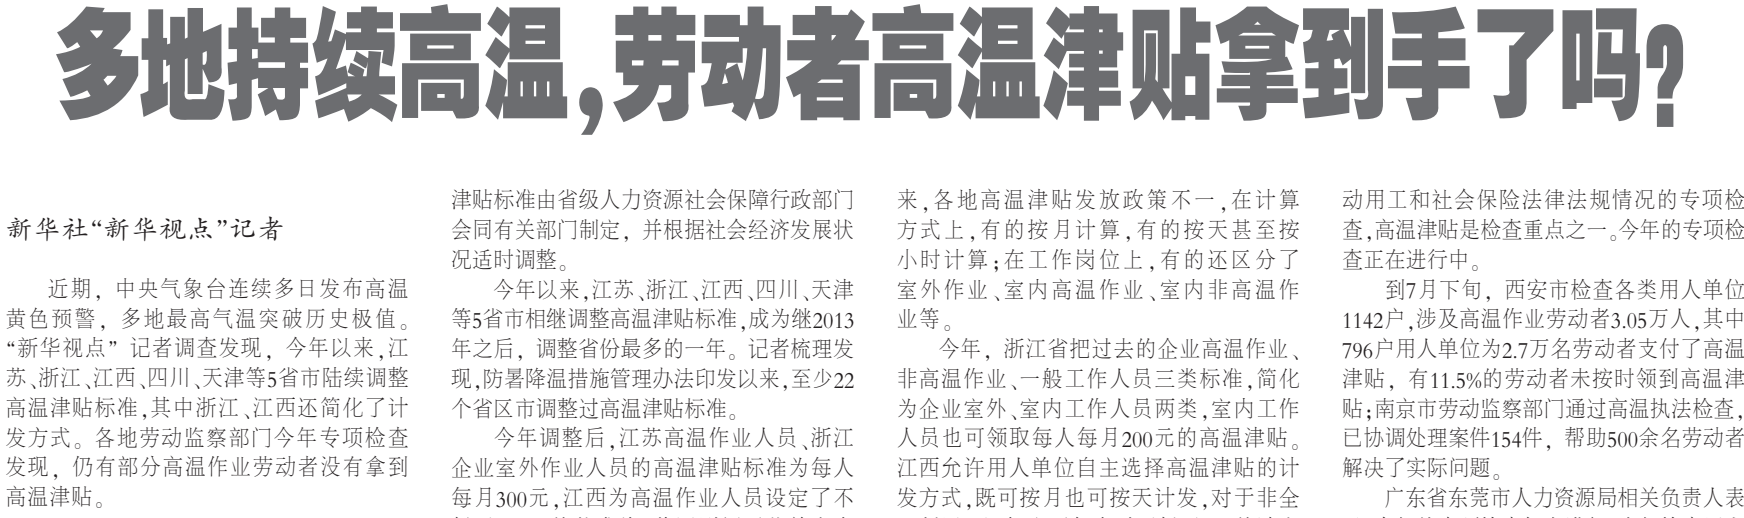 多地持续高温，劳动者高温津贴拿到手了吗？
新华社“新华视点”记者
近期，中央气象台连续多日发布高温
黄色预警，多地最高气温突破历史极值。
“新华视点”记者调查发现，今年以来，江
苏、浙江、江西、四川、天津等5省市陆续调整
高温津贴标准，其中浙江、江西还简化了计
发方式。各地劳动监察部门今年专项检查
发现，仍有部分高温作业劳动者没有拿到
高温津贴。
津贴标准由省级人力资源社会保障行政部门
会同有关部门制定，并根据社会经济发展状
况适时调整。
今年以来，江苏、浙江、江西、四川、天津
等5省市相继调整高温津贴标准，成为继2013
年之后，调整省份最多的一年。记者梳理发
现，防暑降温措施管理办法印发以来，至少22
个省区市调整过高温津贴标准。
今年调整后，江苏高温作业人员、浙江
企业室外作业人员的高温津贴标准为每人
每月300元，江西为高温作业人员设定了不
来，各地高温津贴发放政策不一，在计算
方式上，有的按月计算，有的按天甚至按
小时计算；在工作岗位上，有的还区分了
室外作业、室内高温作业、室内非高温作
业等。
今年，浙江省把过去的企业高温作业、
非高温作业、一般工作人员三类标准，简化
为企业室外、室内工作人员两类，室内工作
人员也可领取每人每月200元的高温津贴。
江西允许用人单位自主选择高温津贴的计
发方式，既可按月也可按天计发，对于非全
动用工和社会保险法律法规情况的专项检
查，高温津贴是检查重点之一。今年的专项检
查正在进行中。
到7月下旬，西安市检查各类用人单位
1142户，涉及高温作业劳动者3.05万人，其中
796户用人单位为2.7万名劳动者支付了高温
津贴，有11.5%的劳动者未按时领到高温津
贴；南京市劳动监察部门通过高温执法检查，
已协调处理案件154件，帮助500余名劳动者
解决了实际问题。
广东省东莞市人力资源局相关负责人表